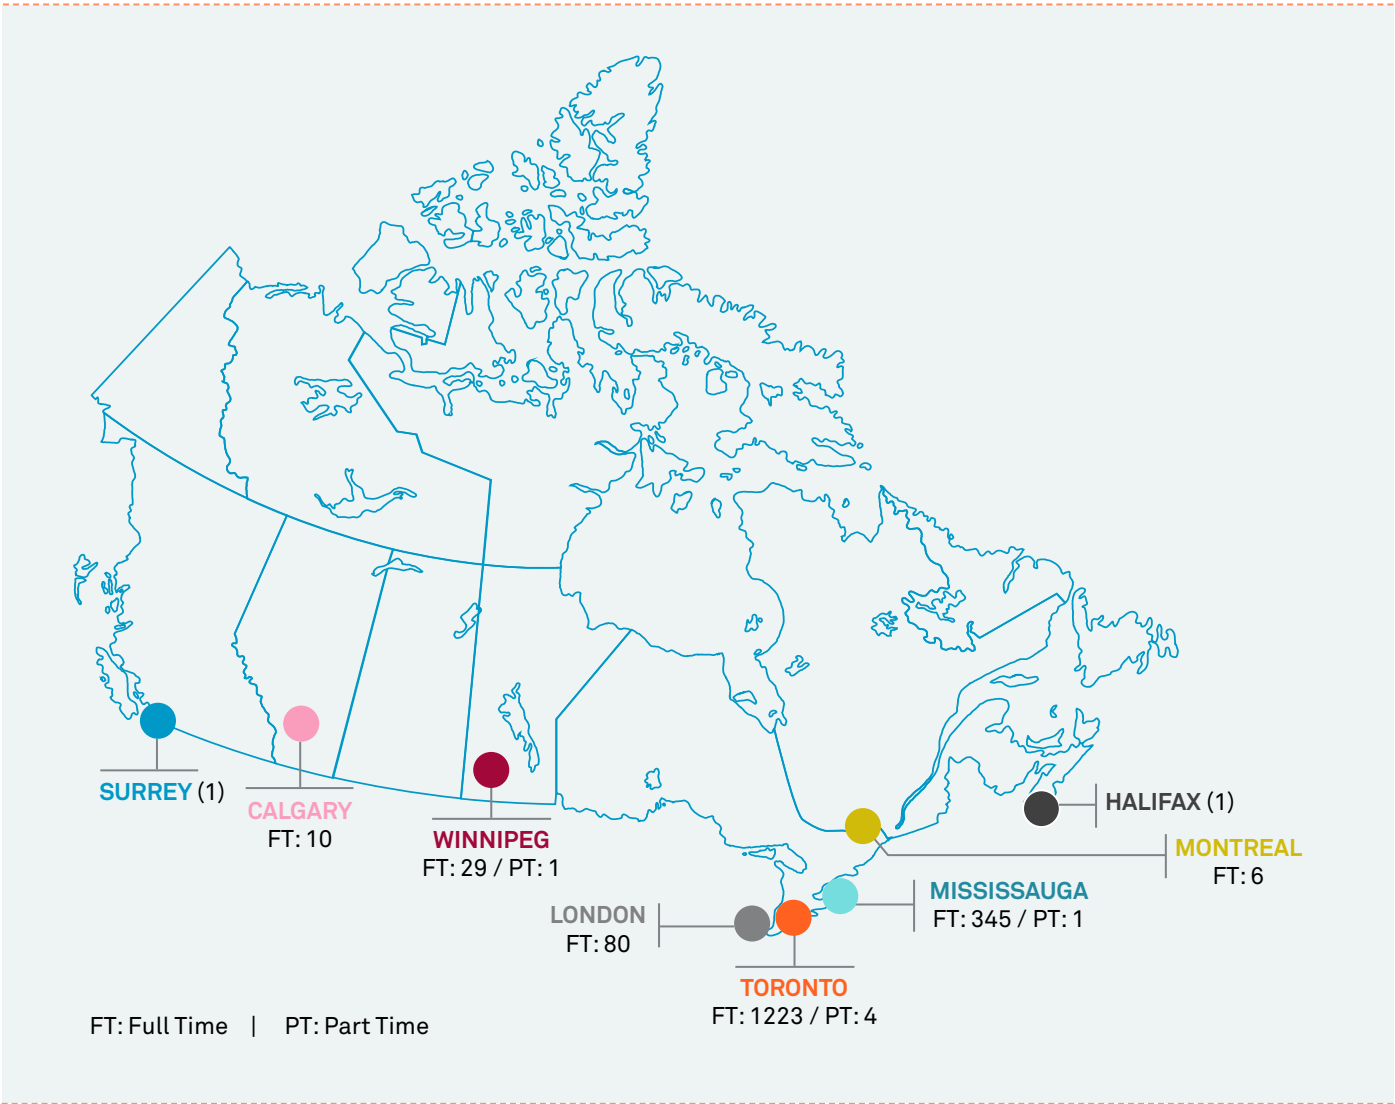 SURREY (1)
CALGARY
FT: 10
WINNIPEG
FT: 29 / PT: 1
HALIFAX (1)
MONTREAL
FT: 6
MISSISSAUGA
FT: 345 / PT: 1
LONDON
FT: 80
TORONTO
FT: 1223 / PT: 4
FT: Full Time | PT: Part Time